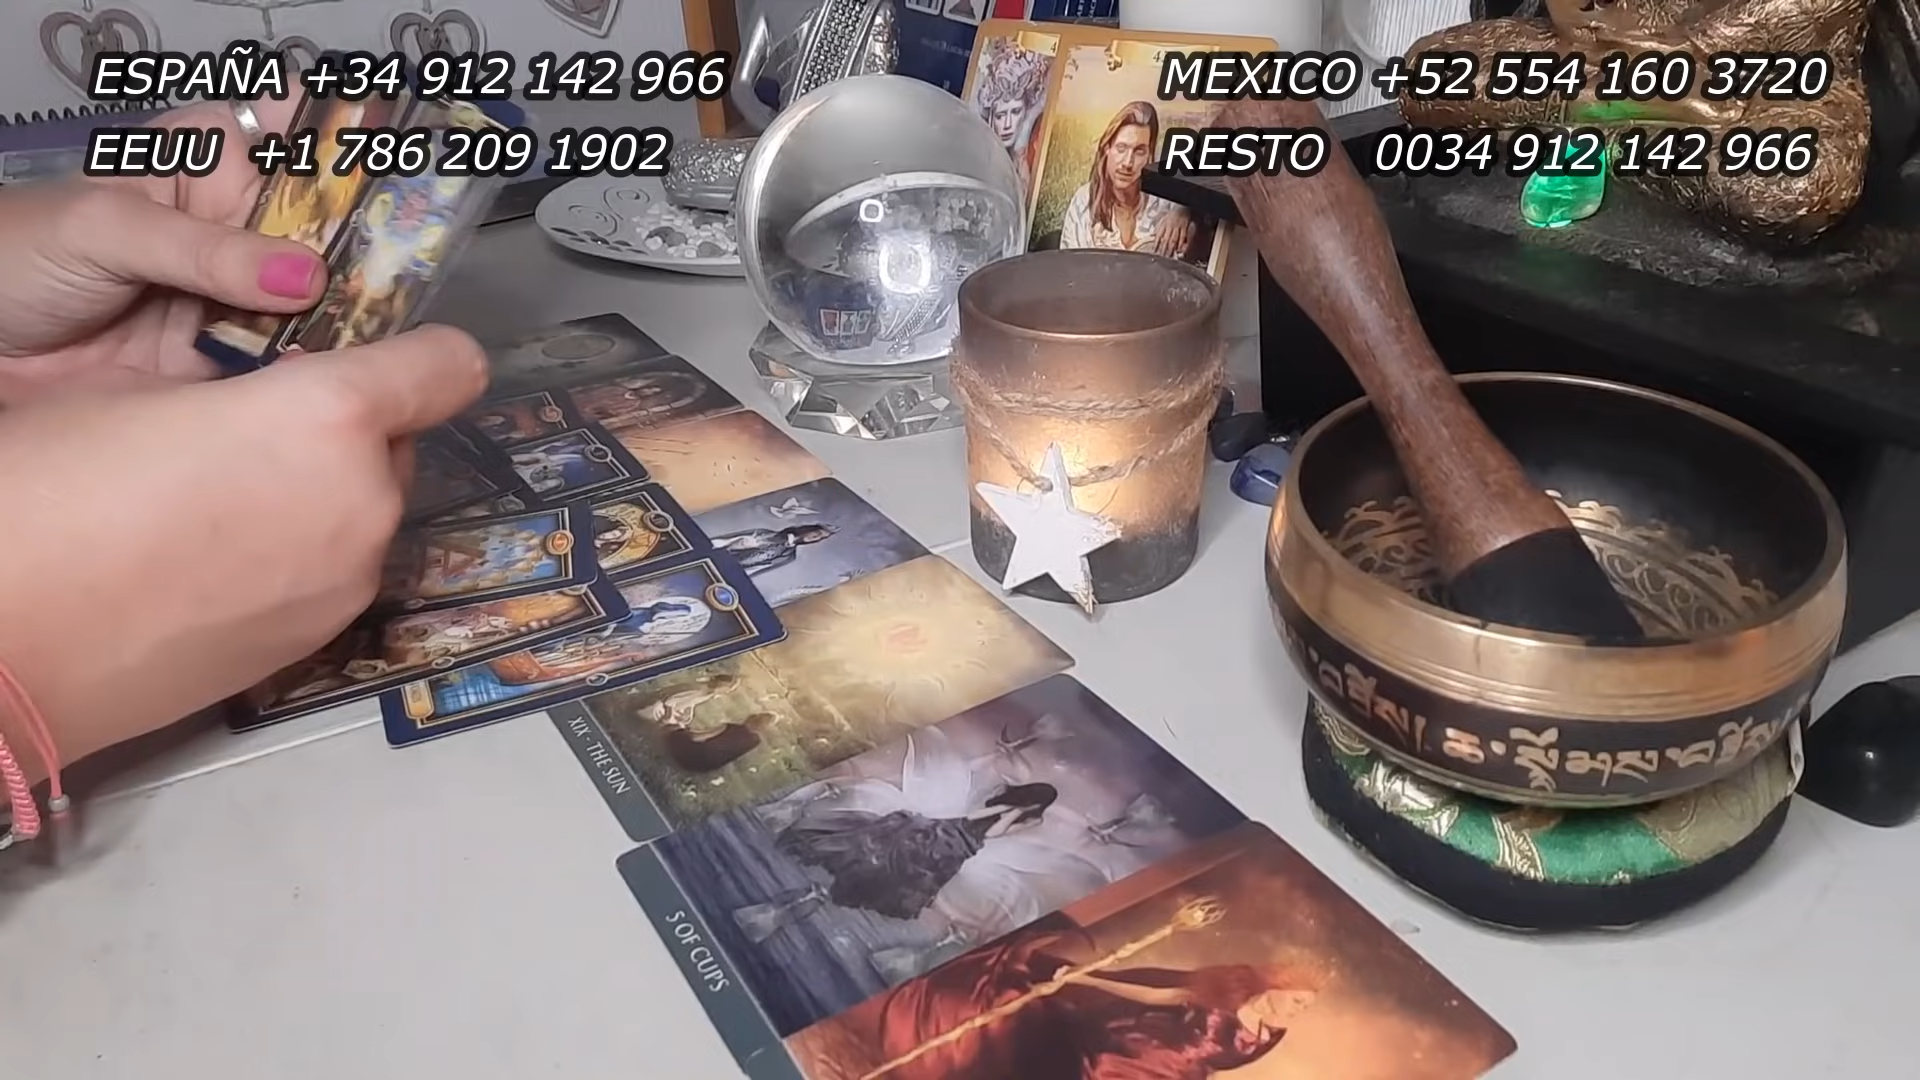 ESPAÑA +34 912 142 966
EEUU +1 786 209 1902
MEXICO +52 554 160 3720
RESTO 0034 912 142 966
XIX - THE SUN
5 OF CUPS